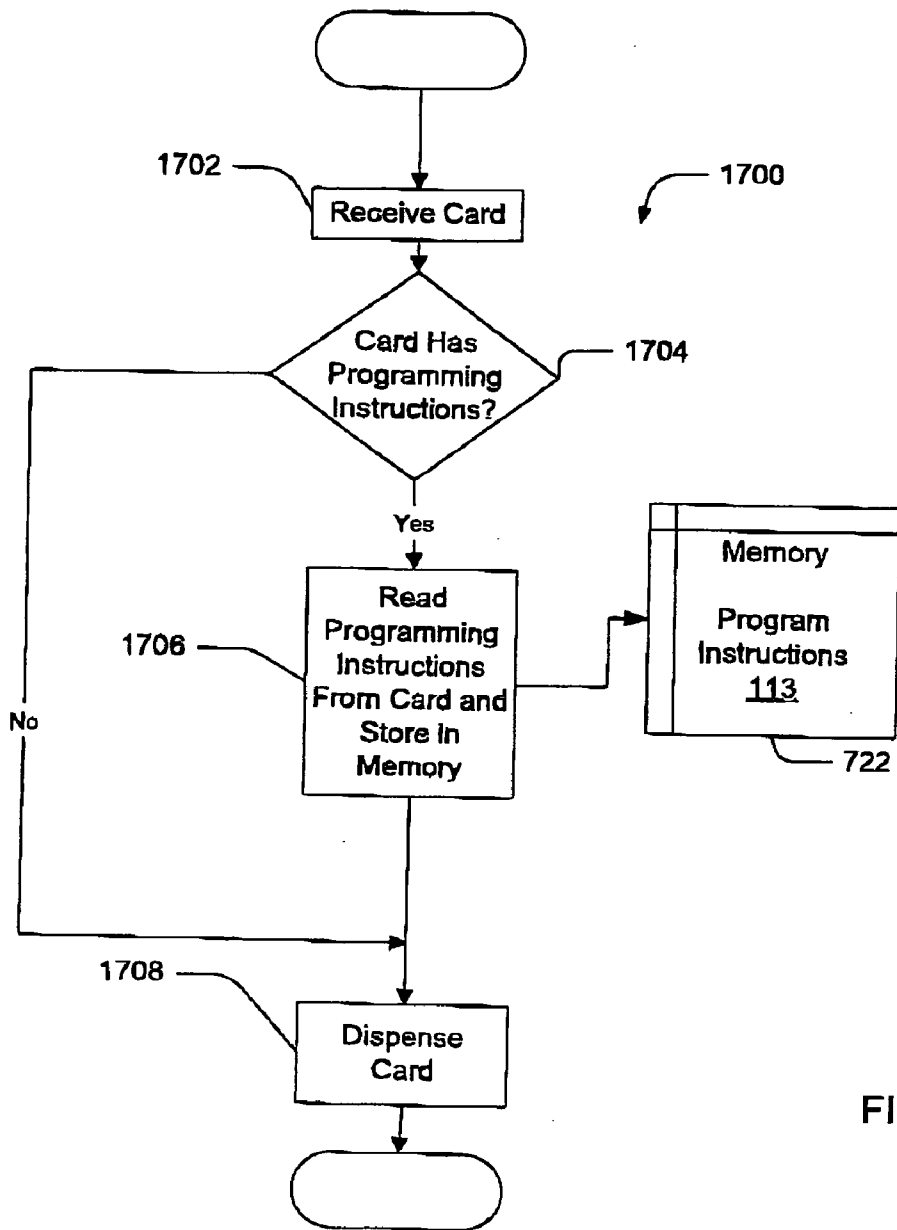 1702
1700
Receive Card
Card Has
Programming
Instructions?
1704
Yes
No
1706
Read
Programming
Instructions
From Card and
Store in
Memory
Memory
Program
Instructions
113
722
1708
Dispense
Card
FI